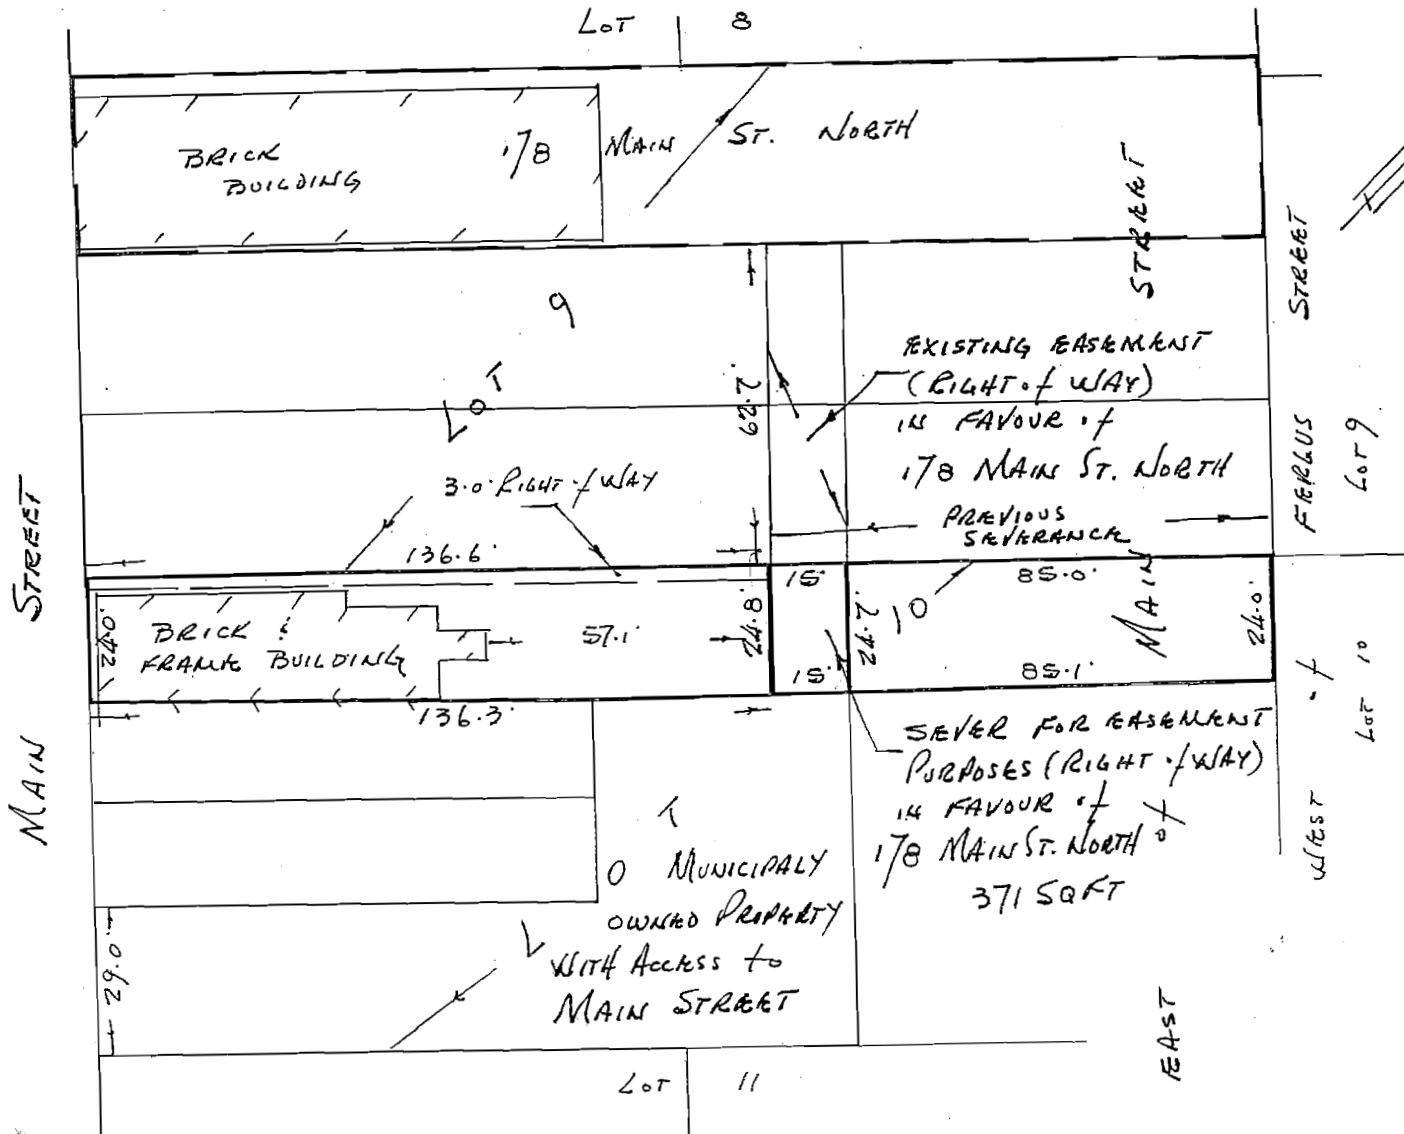 LOT 8
178 MAIN ST. NORTH
BRICK
BUILDING
STREET
STREET
LOT 9
EXISTING EASEMENT
(RIGHT of WAY)
IN FAVOUR of
178 MAIN ST. NORTH
62.7'
3.0' RIGHT of WAY
PREVIOUS
SEVERANCE
FERGUS
LOT 9
STREET
MAIN
136.6'
15'
85.0'
24.0'
BRICK &
FRAME BUILDING
57.1'
24.8'
24.7'
10
MAIN
24.0'
15'
85.1'
136.3'
SEVER FOR EASEMENT
PURPOSES (RIGHT of WAY)
IN FAVOUR of
178 MAIN ST. NORTH
371 SQ FT
of
of
LOT 10
WEST
EAST
LOT
MUNICIPALY
OWNED PROPERTY
WITH ACCESS to
MAIN STREET
29.0'
LOT 11